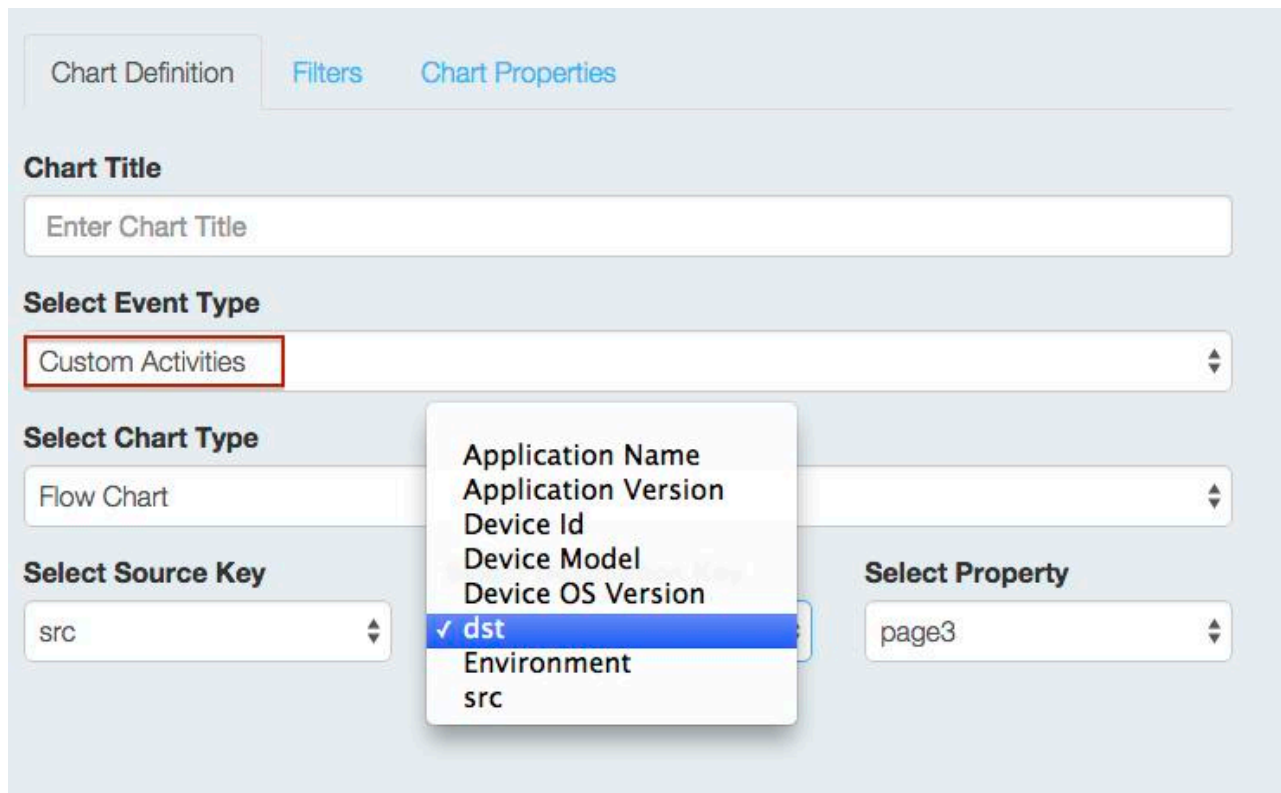 Chart Definition Filters Chart Properties
Chart Title
Enter Chart Title
Select Event Type
Custom Activities
Select Chart Type
Flow Chart
Application Name
Application Version
Device Id
Device Model
Device OS Version
✓ dst
Environment
src
Select Source Key
src
Select Property
page3